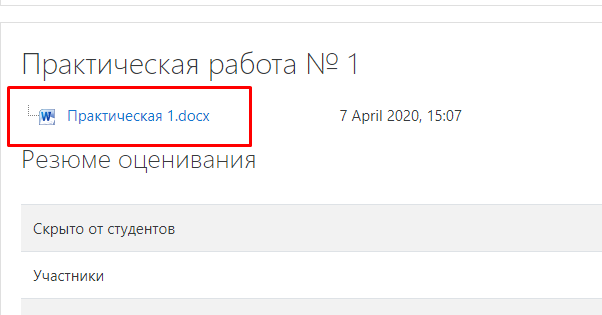 Практическая работа № 1
Практическая 1.docx 7 April 2020, 15:07
Резюме оценивания
Скрыто от студентов
Участники